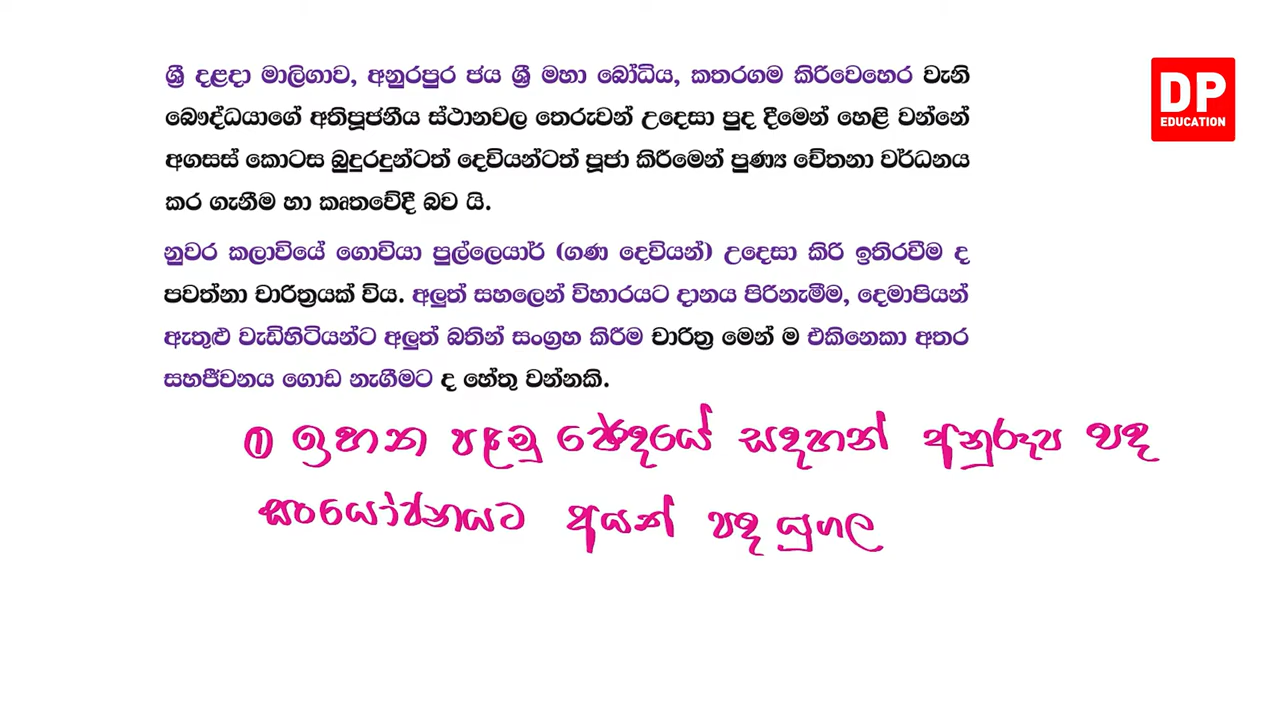 ශ්‍රී දළදා මාලිගාව, අනුරපුර ජය ශ්‍රී මහා බෝධිය, කතරගම කිරිවෙහෙර වැනි
බෞද්ධයාගේ අතිපූජනීය ස්ථානවල තෙරුවන් උදෙසා පුද දීමෙන් හෙළි වන්නේ
අගසස් කොටස බුදුරදුන්ටත් දෙවියන්ටත් පූජා කිරීමෙන් පුණ්‍ය චේතනා වර්ධනය
කර ගැනීම හා කෘතවේදී බව යි.
නුවර කලාවියේ ගොවියා පුල්ලෙයාර් (ගණ දෙවියන්) උදෙසා කිරි ඉතිරවීම ද
පවත්නා චාරිත්‍රයක් විය. අලුත් සහලෙන් විහාරයට දානය පිරිනැමීම, දෙමාපියන්
ඇතුළු වැඩිහිටියන්ට අලුත් බතින් සංග්‍රහ කිරීම චාරිත්‍ර මෙන් ම එකිනෙකා අතර
සහජීවනය ගොඩ නැගීමට ද හේතු වන්නකි.
① ඉහත පළමු ඡේදයේ සඳහන් අනුරූප පද
සංයෝජනයට අයත් පද යුගල
DP
EDUCATION